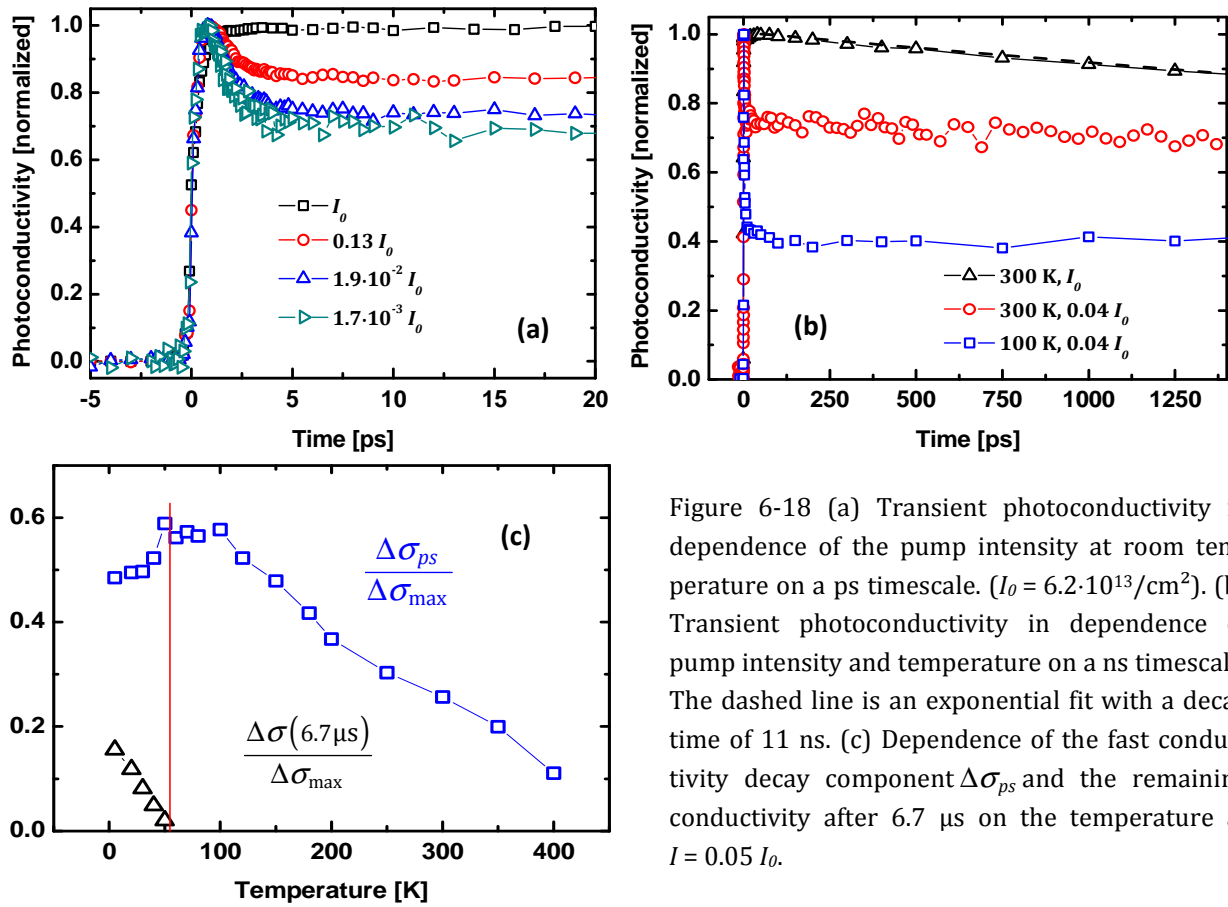 Photoconductivity [normalized]
1.0
0.8
0.6
0.4
0.2
0.0
I₀
0.13 I₀
1.9·10⁻² I₀
1.7·10⁻³ I₀
(a)
-5 0 5 10 15 20
Time [ps]
Photoconductivity [normalized]
1.0
0.8
0.6
0.4
0.2
0.0
300 K, I₀
300 K, 0.04 I₀
100 K, 0.04 I₀
(b)
0 250 500 750 1000 1250
Time [ps]
0.6
0.4
0.2
0.0
(c)
Δσps
Δσmax
Δσ(6.7μs)
Δσmax
0 100 200 300 400
Temperature [K]
Figure 6-18 (a) Transient photoconductivity
dependence of the pump intensity at room tem
perature on a ps timescale. (I₀ = 6.2·10¹³/cm²). (b
Transient photoconductivity in dependence
pump intensity and temperature on a ns timescal
The dashed line is an exponential fit with a deca
time of 11 ns. (c) Dependence of the fast conduc
tivity decay component Δσps and the remainin
conductivity after 6.7 μs on the temperature
I = 0.05 I₀.